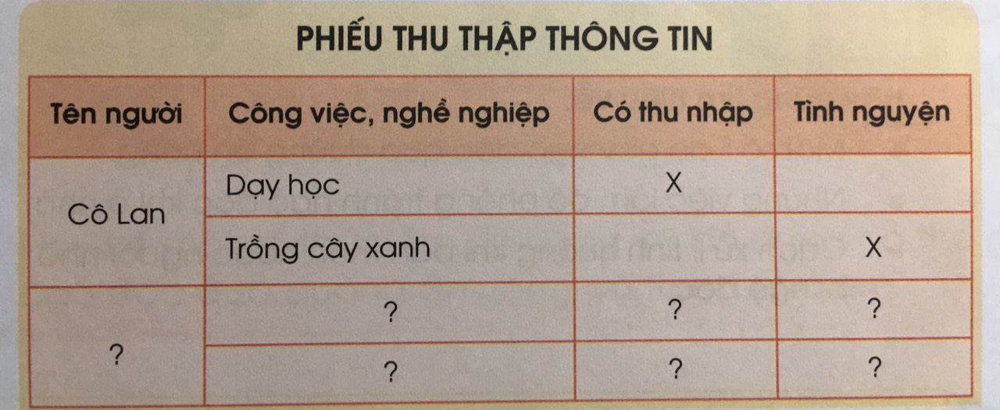 PHIẾU THU THẬP THÔNG TIN
Tên người Công việc, nghề nghiệp Có thu nhập Tình nguyện
Cô Lan
Dạy học X
Trồng cây xanh X
?
? ? ?
? ? ?